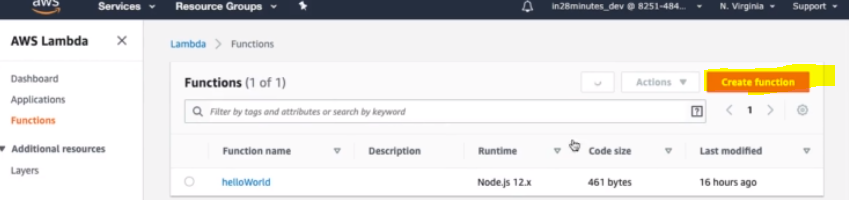 aws Services Resource Groups in28minutes_dev @ 8251-484... N. Virginia Support
AWS Lambda
Lambda > Functions
Dashboard
Applications
Functions
Additional resources
Layers
Functions (1 of 1) Actions Create function
Filter by tags and attributes or search by keyword ? < 1 >
Function name Description Runtime Code size Last modified
helloWorld Node.js 12.x 461 bytes 16 hours ago